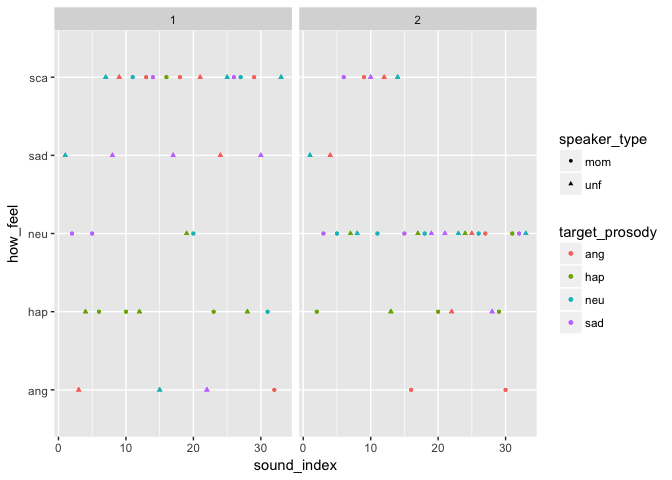 1 2
sca
sad
neu
hap
ang
how_feel
0 10 20 30 0 10 20 30
sound_index
speaker_type
mom
unf
target_prosody
ang
hap
neu
sad